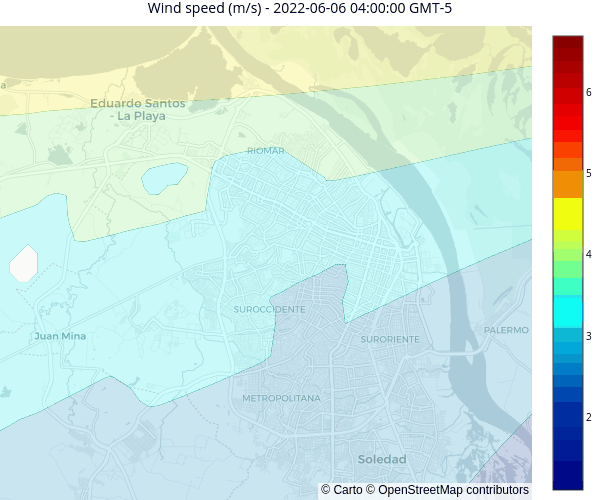 Wind speed (m/s) - 2022-06-06 04:00:00 GMT-5
a
Eduardo Santos
- La Playa
RIOMAR
SUROCCIDENTE
Juan Mina
SURORIENTE
PALERMO
METROPOLITANA
Soledad
6
5
4
3
2
© Carto © OpenStreetMap contributors